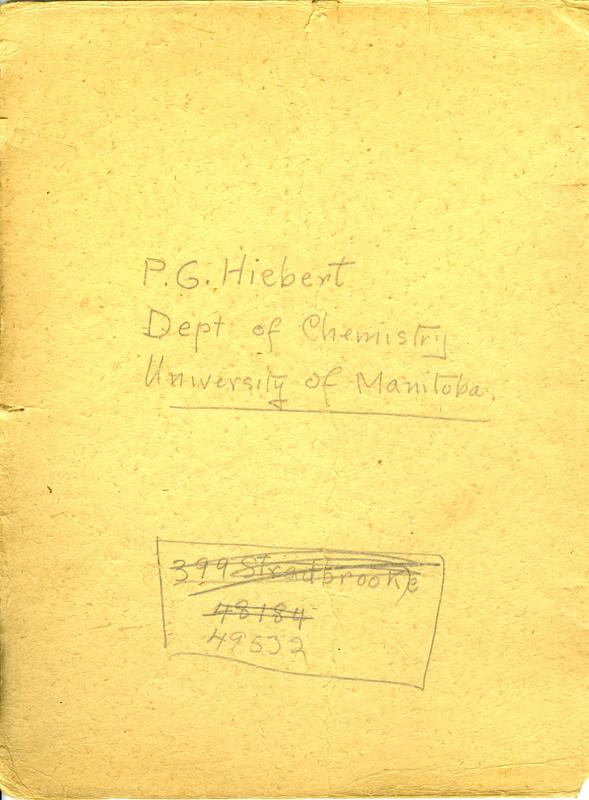 P.G. Hiebert
Dept of Chemistry
University of Manitoba.
399 Stradbrooke
48184
49532